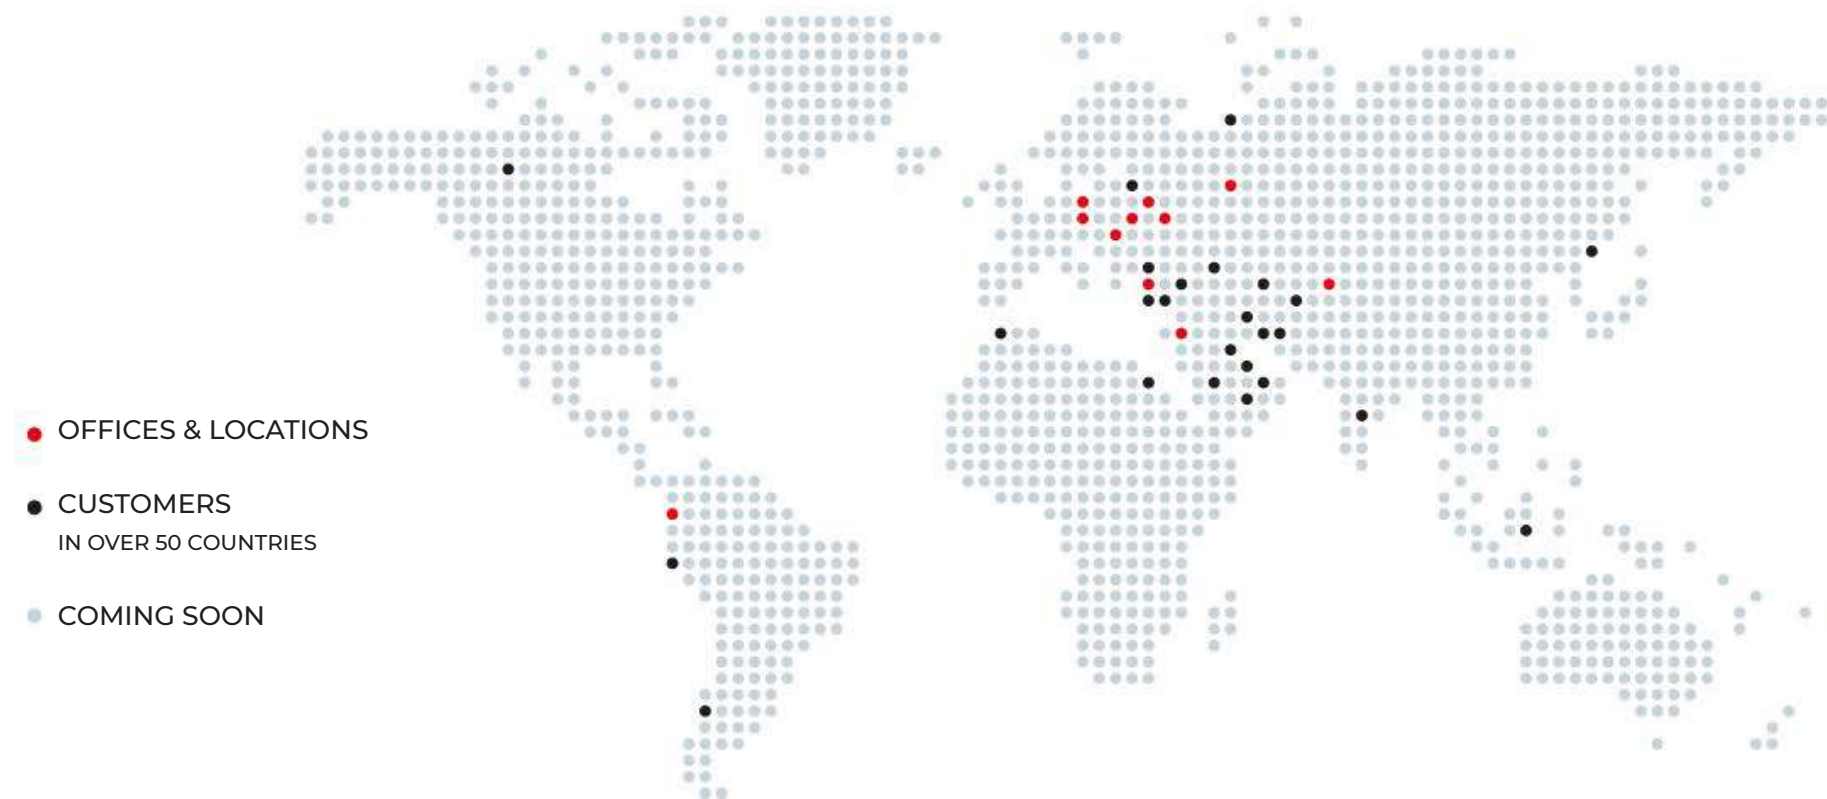 OFFICES & LOCATIONS
CUSTOMERS
IN OVER 50 COUNTRIES
COMING SOON